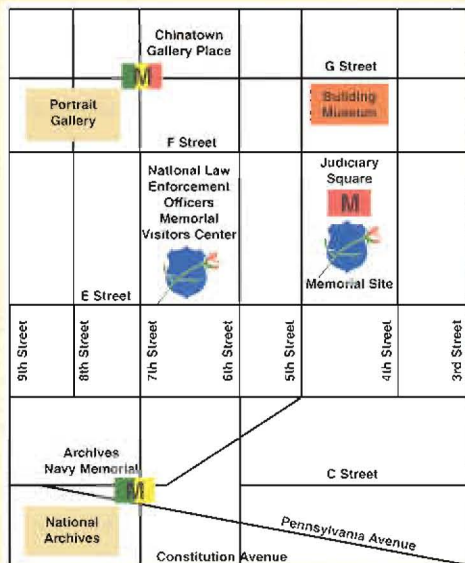 Chinatown
Gallery Place
M
G Street
Portrait
Gallery
Building
Museum
F Street
National Law
Enforcement
Officers
Memorial
Visitors Center
Judiciary
Square
M
Memorial Site
E Street
9th Street
8th Street
7th Street
6th Street
5th Street
4th Street
3rd Street
Archives
Navy Memorial
M
C Street
National
Archives
Pennsylvania Avenue
Constitution Avenue